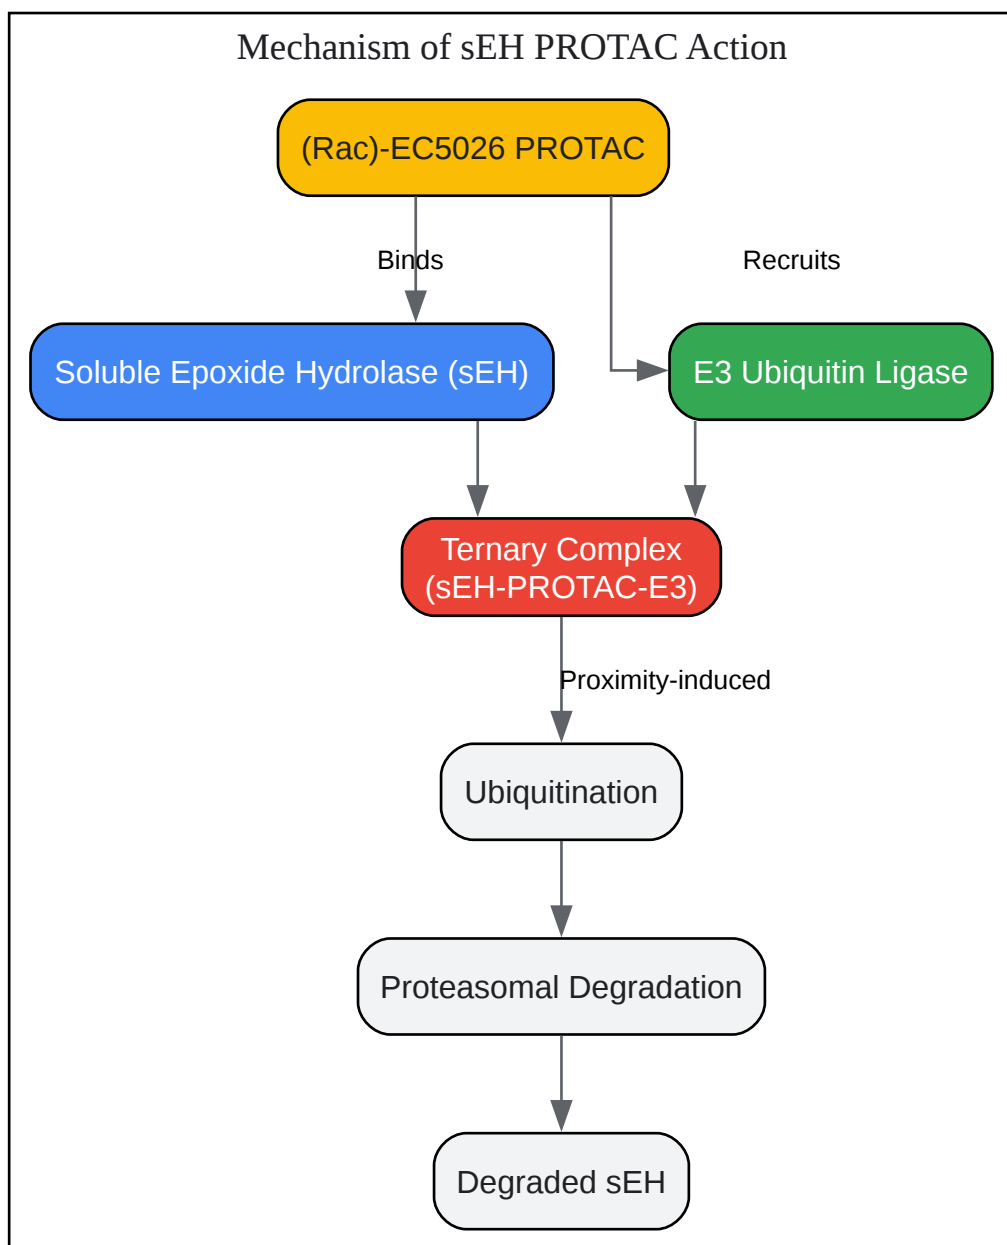 Mechanism of sEH PROTAC Action
(Rac)-EC5026 PROTAC
Binds
Recruits
Soluble Epoxide Hydrolase (sEH)
E3 Ubiquitin Ligase
Ternary Complex
(sEH-PROTAC-E3)
Proximity-induced
Ubiquitination
Proteasomal Degradation
Degraded sEH